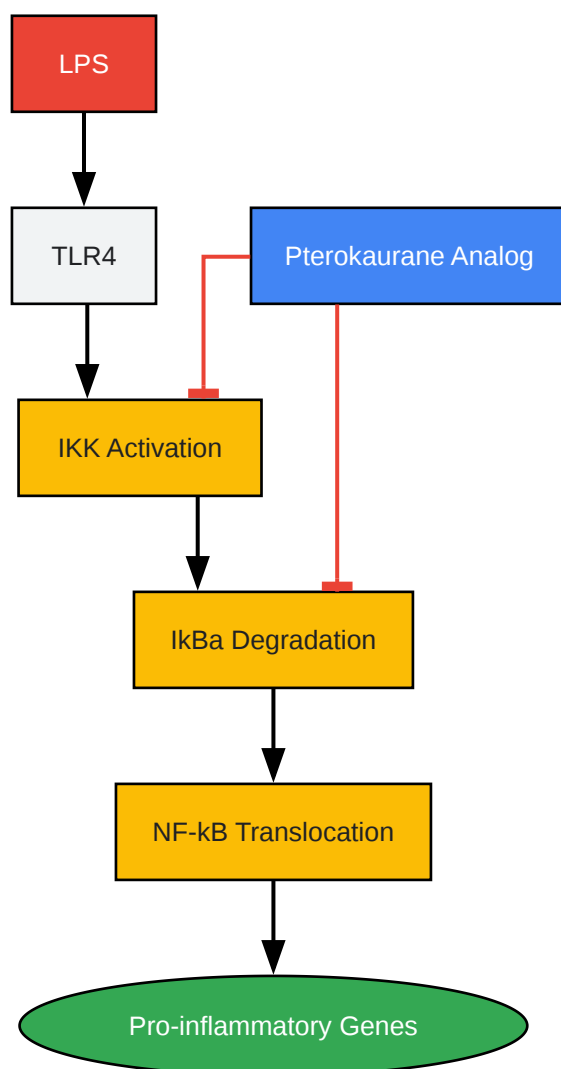 LPS
TLR4
Pterokaurane Analog
IKK Activation
IkBa Degradation
NF-kB Translocation
Pro-inflammatory Genes